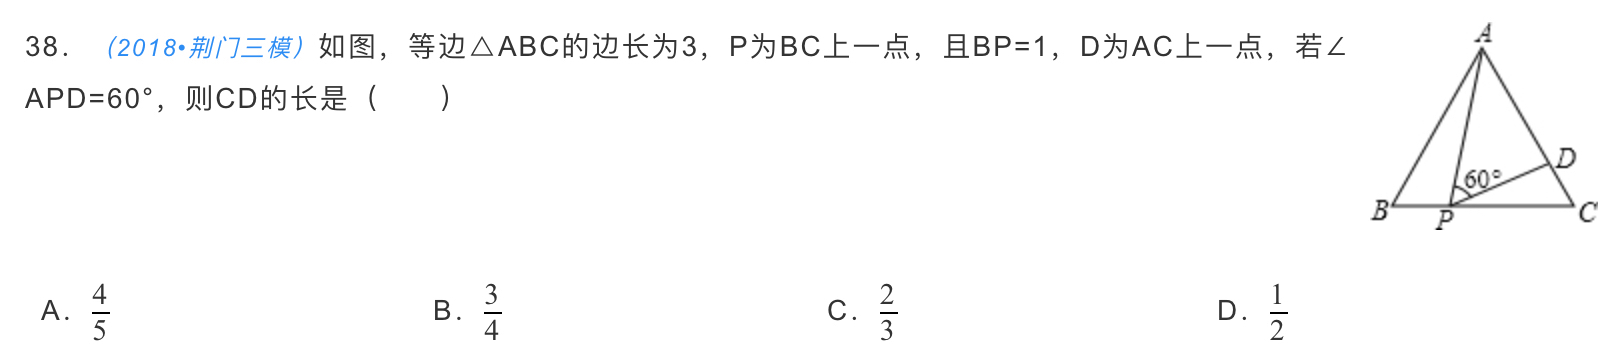 38. （2018•荆门三模）如图，等边△ABC的边长为3，P为BC上一点，且BP=1，D为AC上一点，若∠
APD=60°，则CD的长是（　　）
A
D
60°
B
P
C
A. 4/5 B. 3/4 C. 2/3 D. 1/2